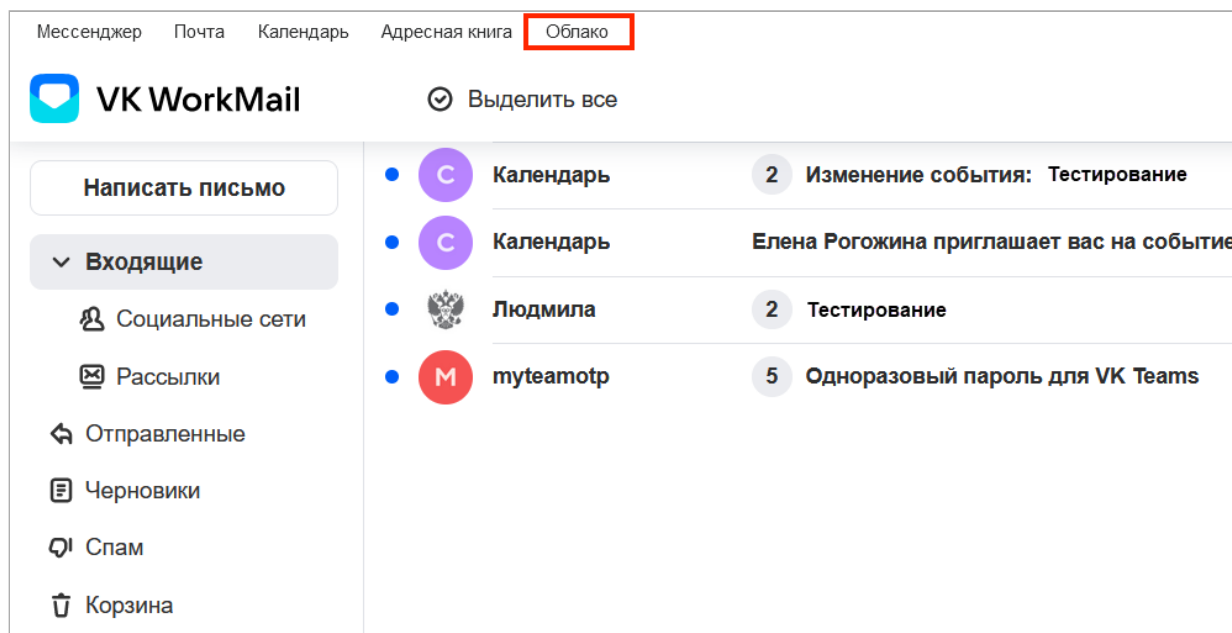 Мессенджер Почта Календарь Адресная книга Облако
VK WorkMail
Выделить все
Написать письмо
Входящие
Социальные сети
Рассылки
Отправленные
Черновики
Спам
Корзина
С Календарь 2 Изменение события: Тестирование
С Календарь Елена Рогожина приглашает вас на событие
Людмила 2 Тестирование
M myteamotp 5 Одноразовый пароль для VK Teams